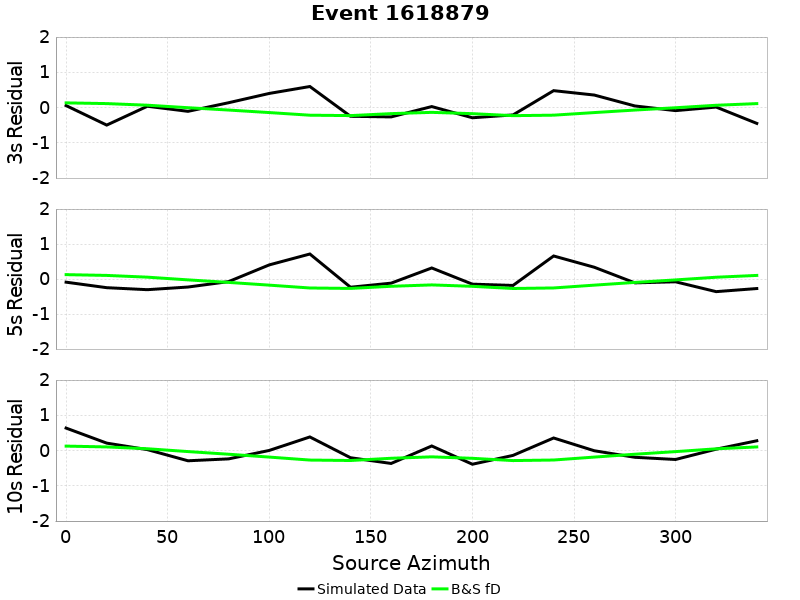 Event 1618879
3s Residual
2
1
0
-1
-2
5s Residual
2
1
0
-1
-2
10s Residual
2
1
0
-1
-2
0 50 100 150 200 250 300
Source Azimuth
Simulated Data B&S fD